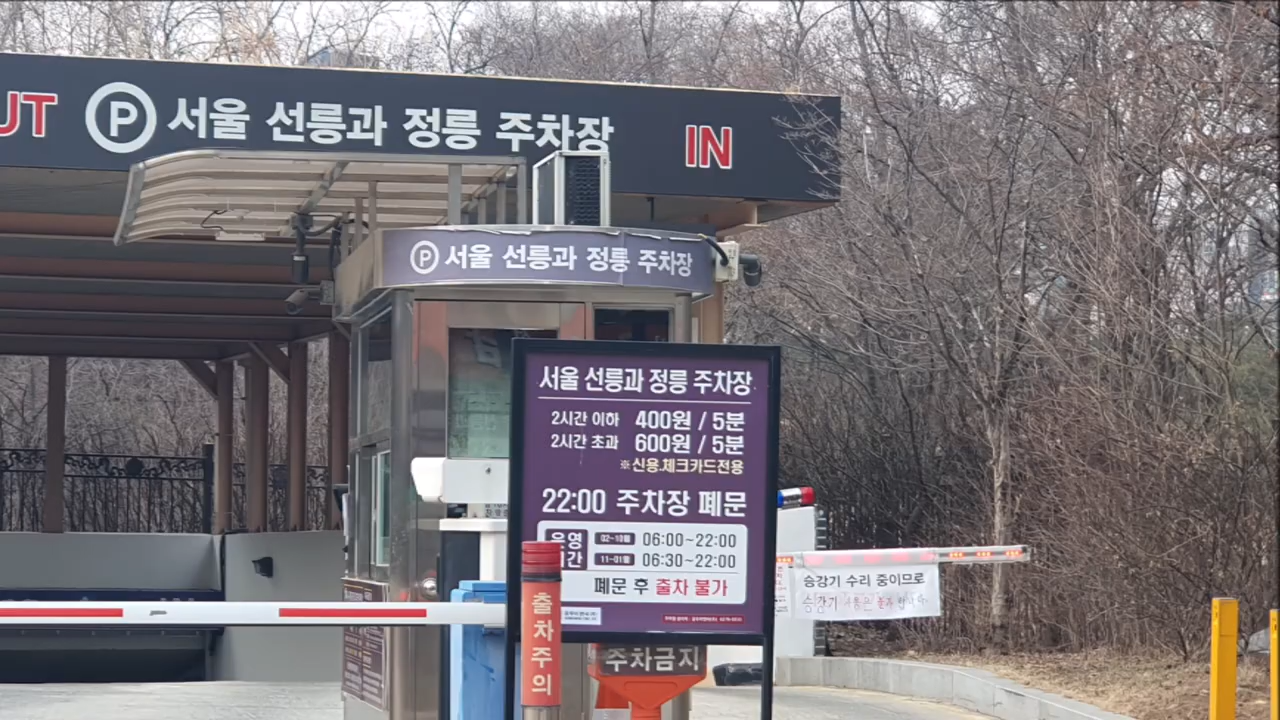 UT P 서울 선릉과 정릉 주차장 IN
P 서울 선릉과 정릉 주차장
서울 선릉과 정릉 주차장
2시간 이하 400원 / 5분
2시간 초과 600원 / 5분
※신용.체크카드전용
22:00 주차장 폐문
운영
시간
02~10월 06:00~22:00
11~01월 06:30~22:00
폐문 후 출차 불가
출차주의
주차금지
승강기 수리 중이므로
승강기